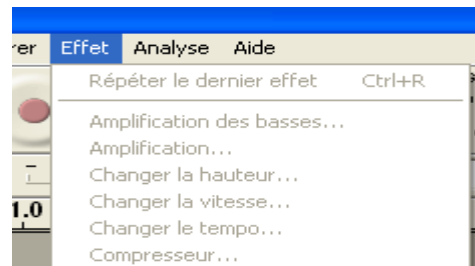 rer Effet Analyse Aide
Répéter le dernier effet Ctrl+R
Amplification des basses...
Amplification...
Changer la hauteur...
Changer la vitesse...
1.0
Changer le tempo...
Compresseur...